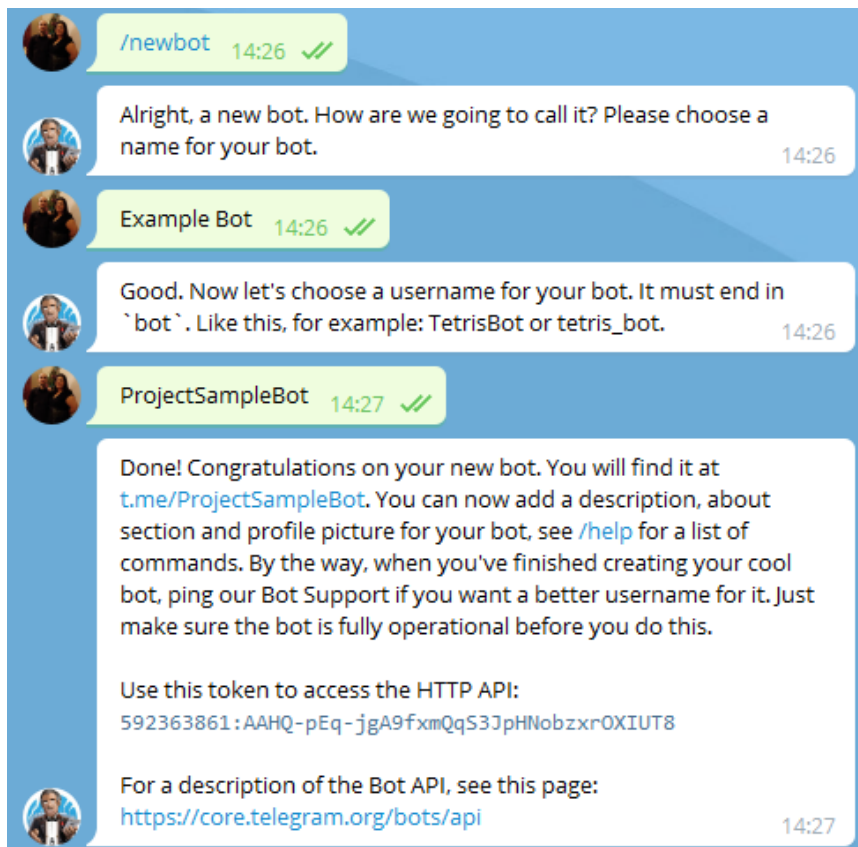 /newbot 14:26
Alright, a new bot. How are we going to call it? Please choose a
name for your bot.
14:26
Example Bot 14:26
Good. Now let's choose a username for your bot. It must end in
`bot`. Like this, for example: TetrisBot or tetris_bot.
14:26
ProjectSampleBot 14:27
Done! Congratulations on your new bot. You will find it at
t.me/ProjectSampleBot. You can now add a description, about
section and profile picture for your bot, see /help for a list of
commands. By the way, when you've finished creating your cool
bot, ping our Bot Support if you want a better username for it. Just
make sure the bot is fully operational before you do this.
Use this token to access the HTTP API:
592363861:AAHQ-pEq-jgA9fxmQqS3JpHNobzxrOXIUT8
For a description of the Bot API, see this page:
https://core.telegram.org/bots/api
14:27